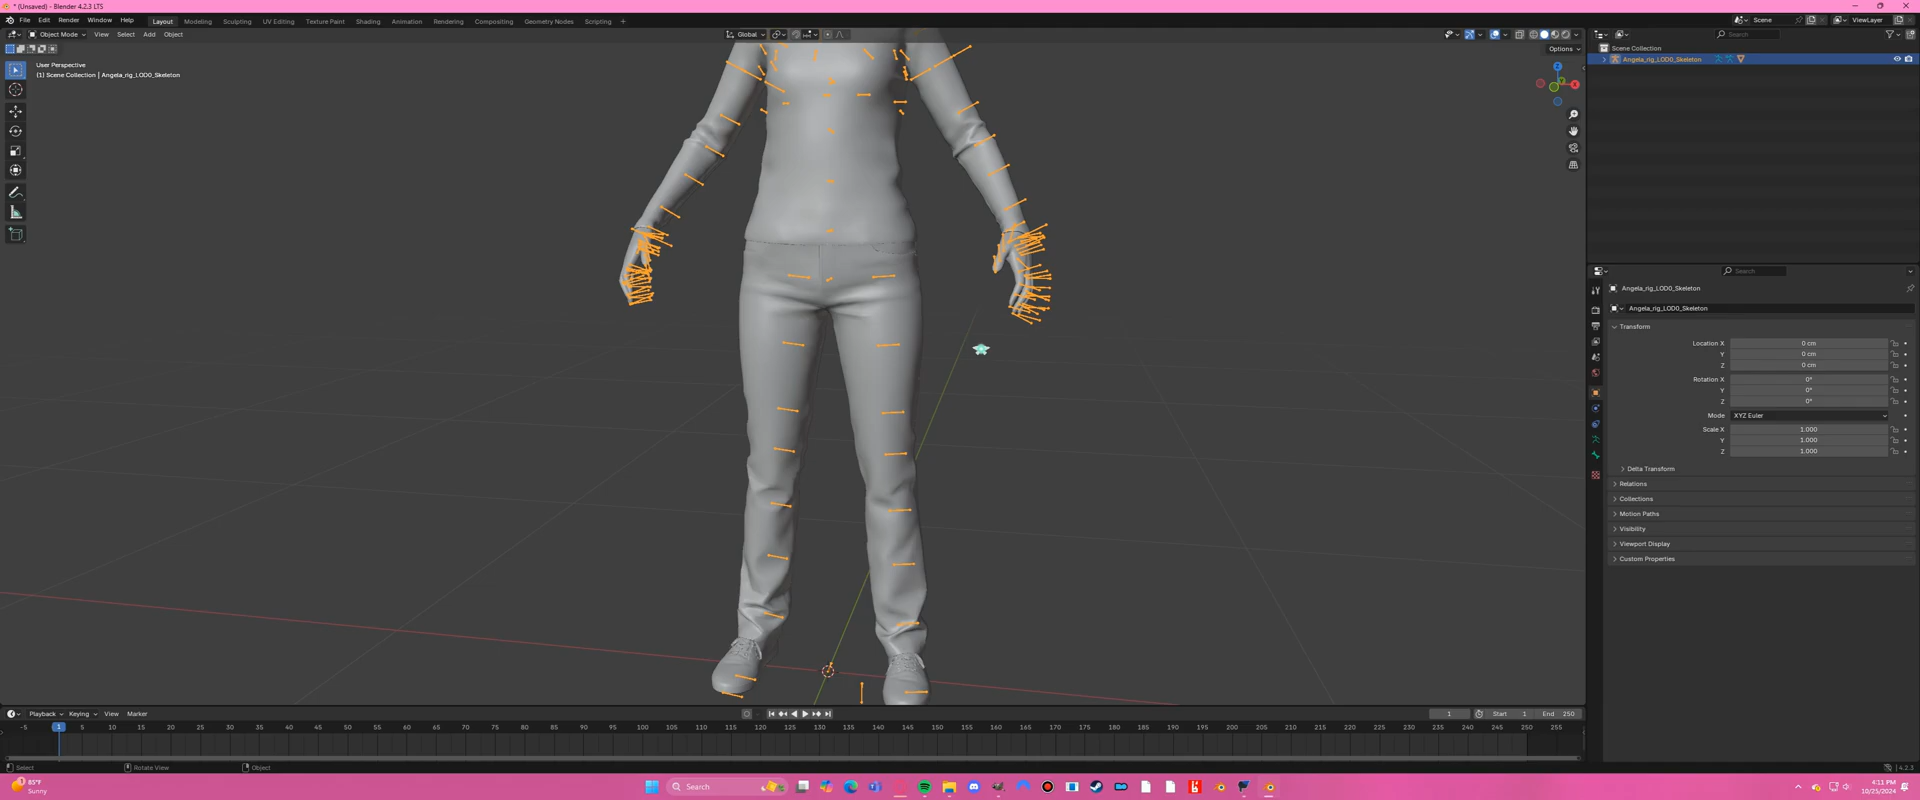 * (Unsaved) - Blender 4.2.3 LTS
File Edit Render Window Help
Layout Modeling Sculpting UV Editing Texture Paint Shading Animation Rendering Compositing Geometry Nodes Scripting +
Scene
ViewLayer
Object Mode View Select Add Object
Global
Search
Options
User Perspective
(1) Scene Collection | Angela_rig_LOD0_Skeleton
Z
Y
X
Scene Collection
Angela_rig_LOD0_Skeleton
Search
Angela_rig_LOD0_Skeleton
Angela_rig_LOD0_Skeleton
Transform
Location X 0 cm
Y 0 cm
Z 0 cm
Rotation X 0°
Y 0°
Z 0°
Mode XYZ Euler
Scale X 1.000
Y 1.000
Z 1.000
Delta Transform
Relations
Collections
Motion Paths
Visibility
Viewport Display
Custom Properties
Playback Keying View Marker
1 Start 1 End 250
-5 1 5 10 15 20 25 30 35 40 45 50 55 60 65 70 75 80 85 90 95 100 105 110 115 120 125 130 135 140 145 150 155 160 165 170 175 180 185 190 195 200 205 210 215 220 225 230 235 240 245 250 255
Select Rotate View Object
4.2.3
1
85°F
Sunny
Search
4:11 PM
10/25/2024